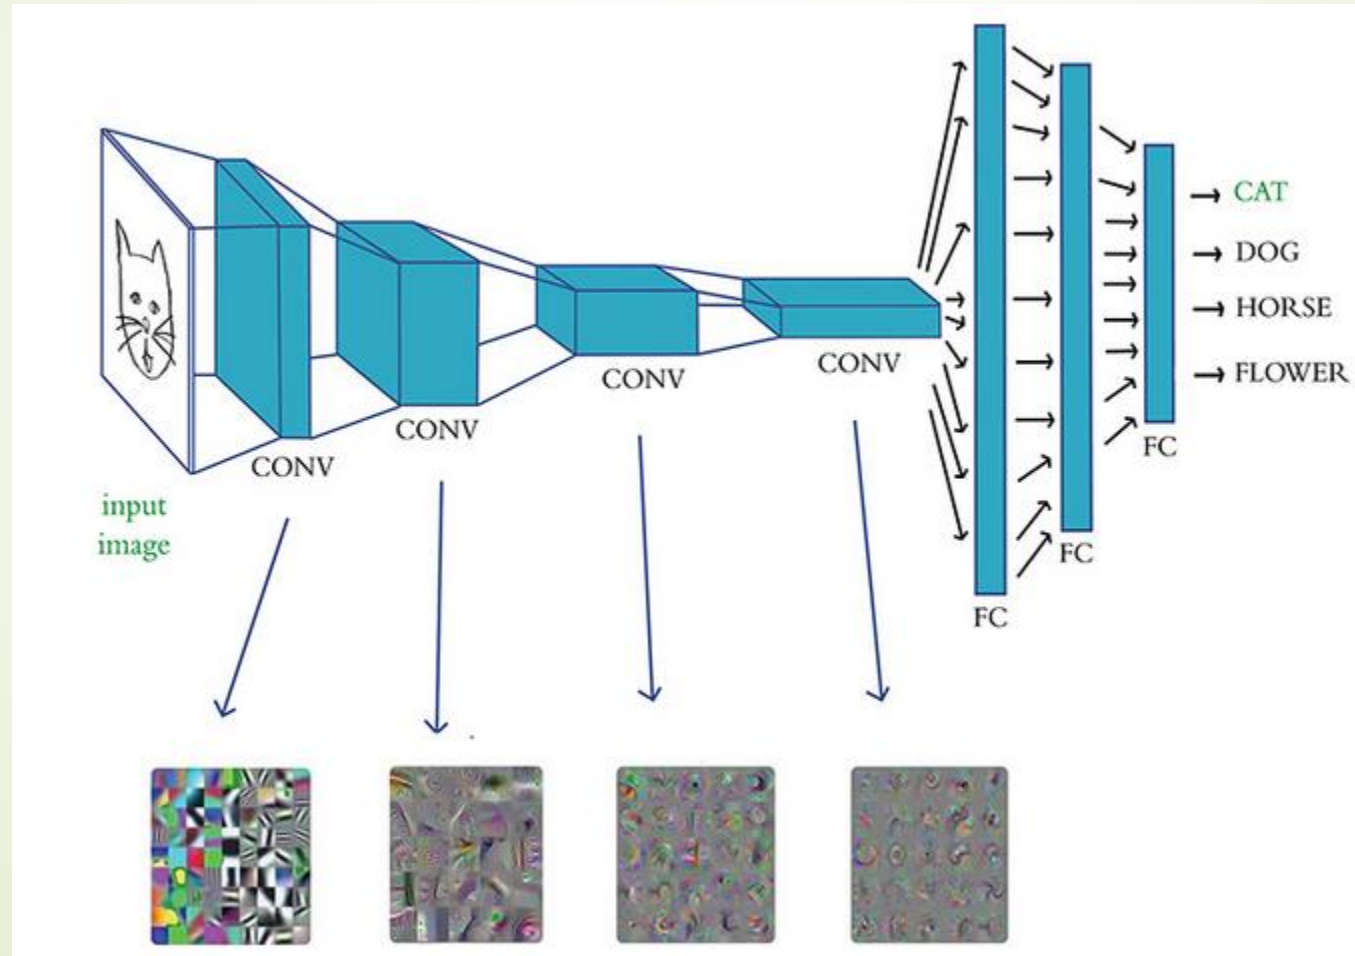 input
image
CONV
CONV
CONV
CONV
FC
FC
FC
CAT
DOG
HORSE
FLOWER